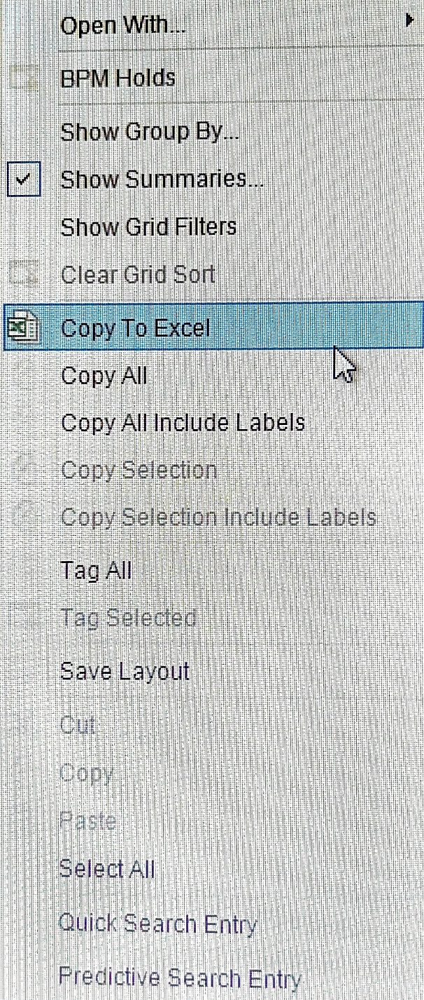 Open With...
BPM Holds
Show Group By...
Show Summaries...
Show Grid Filters
Clear Grid Sort
Copy To Excel
Copy All
Copy All Include Labels
Copy Selection
Copy Selection Include Labels
Tag All
Tag Selected
Save Layout
Cut
Copy
Paste
Select All
Quick Search Entry
Predictive Search Entry